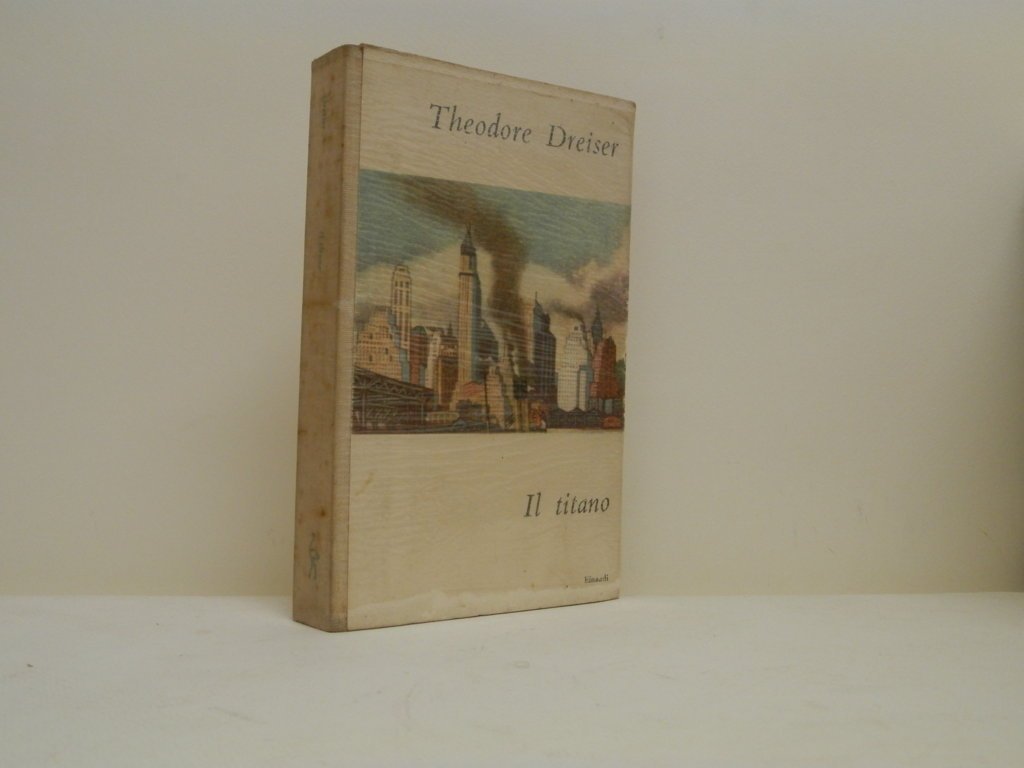 Theodore Dreiser
Il titano
Einaudi